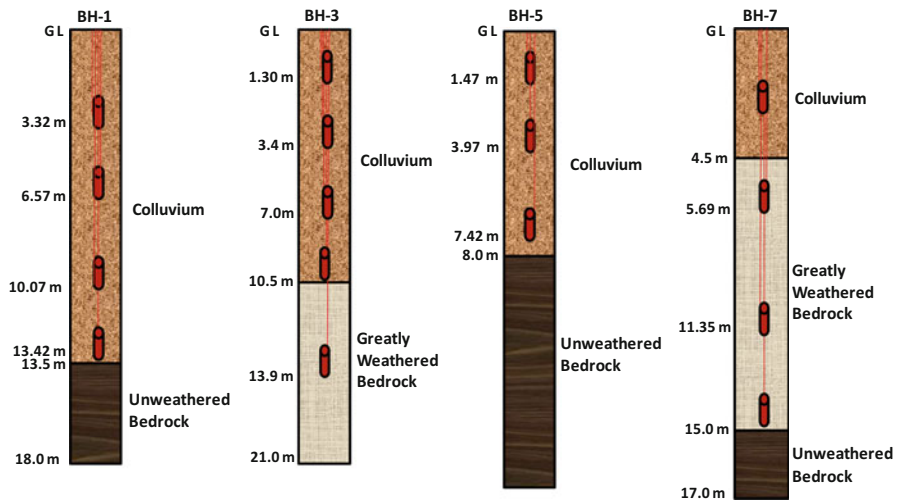 BH-1
GL
3.32 m
6.57 m
Colluvium
10.07 m
13.42 m
13.5 m
Unweathered
Bedrock
18.0 m
BH-3
GL
1.30 m
3.4 m
Colluvium
7.0m
10.5 m
Greatly
Weathered
Bedrock
13.9 m
21.0 m
BH-5
GL
1.47 m
3.97 m
Colluvium
7.42 m
8.0 m
Unweathered
Bedrock
BH-7
GL
Colluvium
4.5 m
5.69 m
Greatly
Weathered
Bedrock
11.35 m
15.0 m
Unweathered
Bedrock
17.0 m